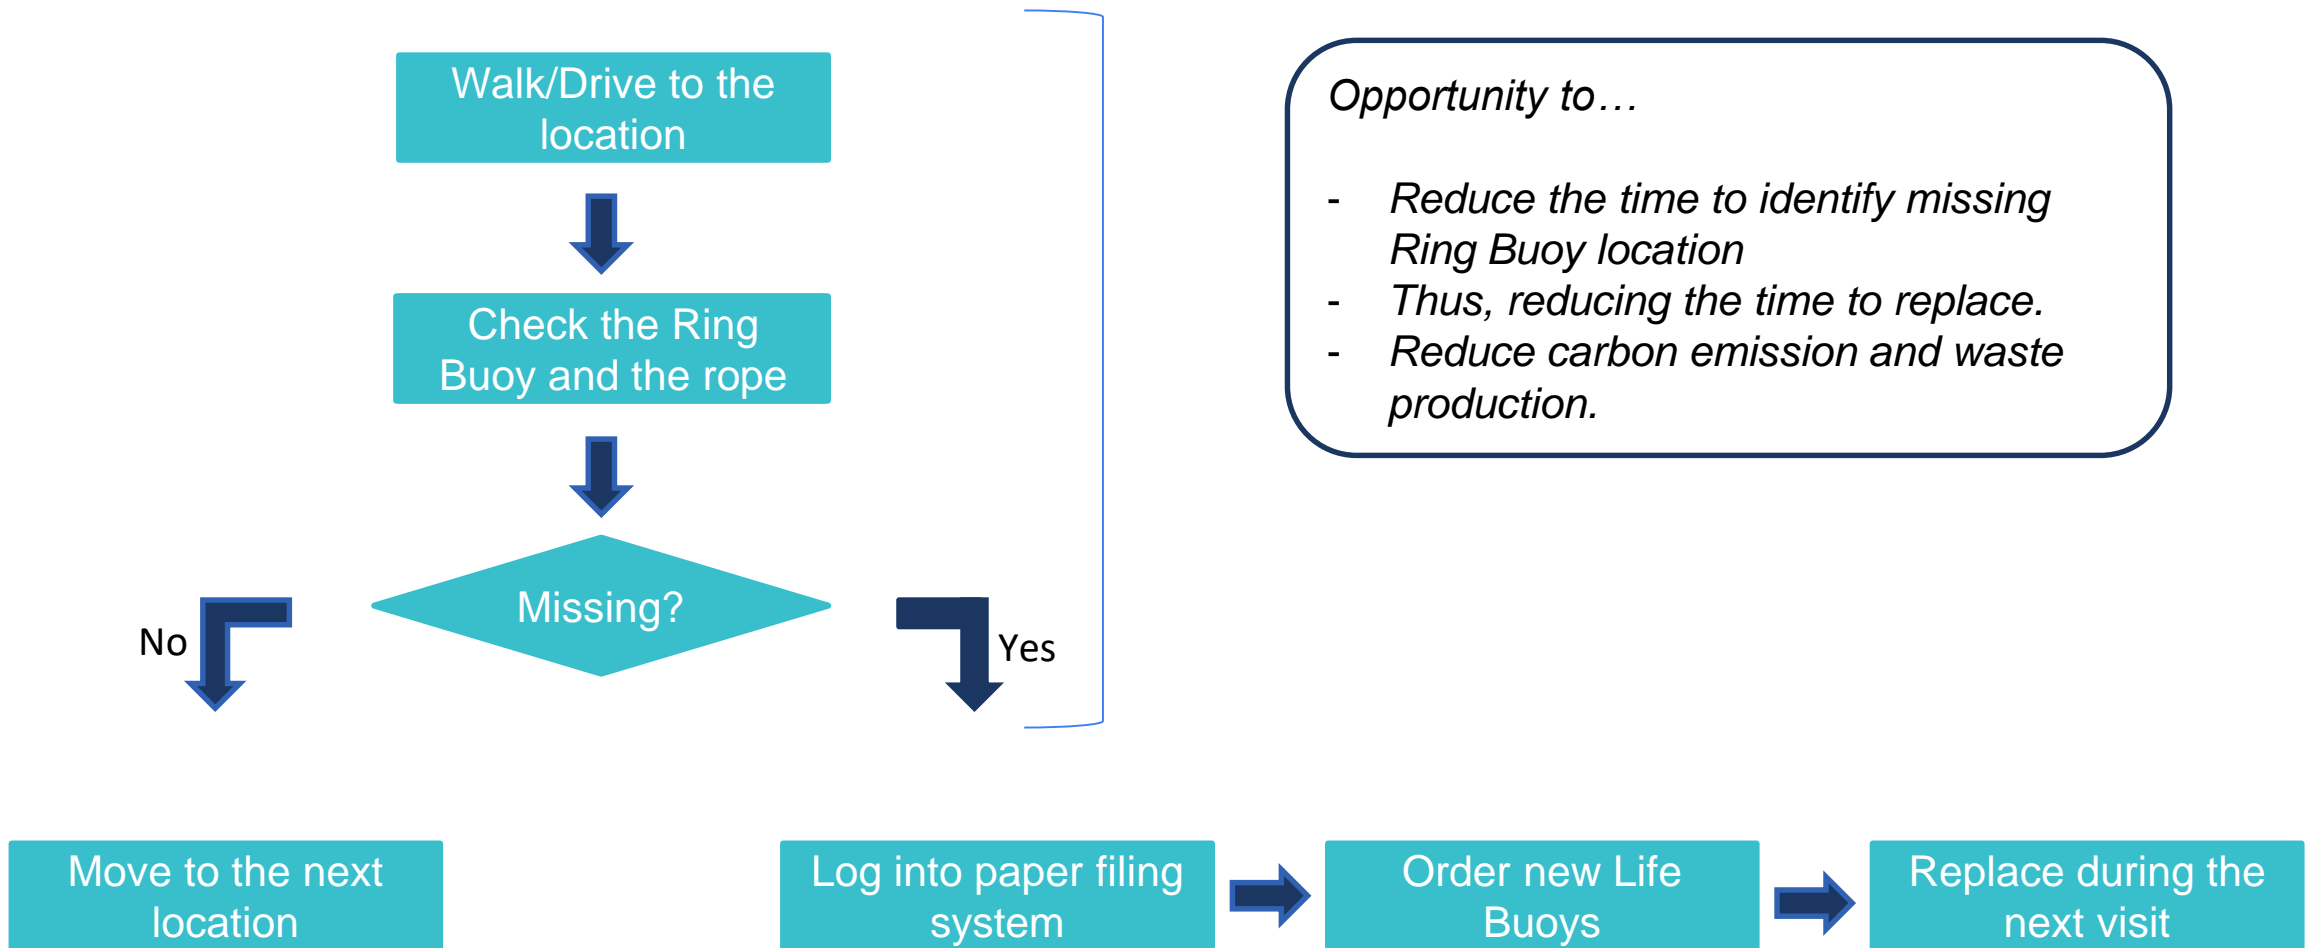 Walk/Drive to the
location
Opportunity to…
- Reduce the time to identify missing
Ring Buoy location
- Thus, reducing the time to replace.
- Reduce carbon emission and waste
- production.
Check the Ring
Buoy and the rope
Missing?
No
Yes
Move to the next
location
Log into paper filing
system
Order new Life
Buoys
Replace during the
next visit